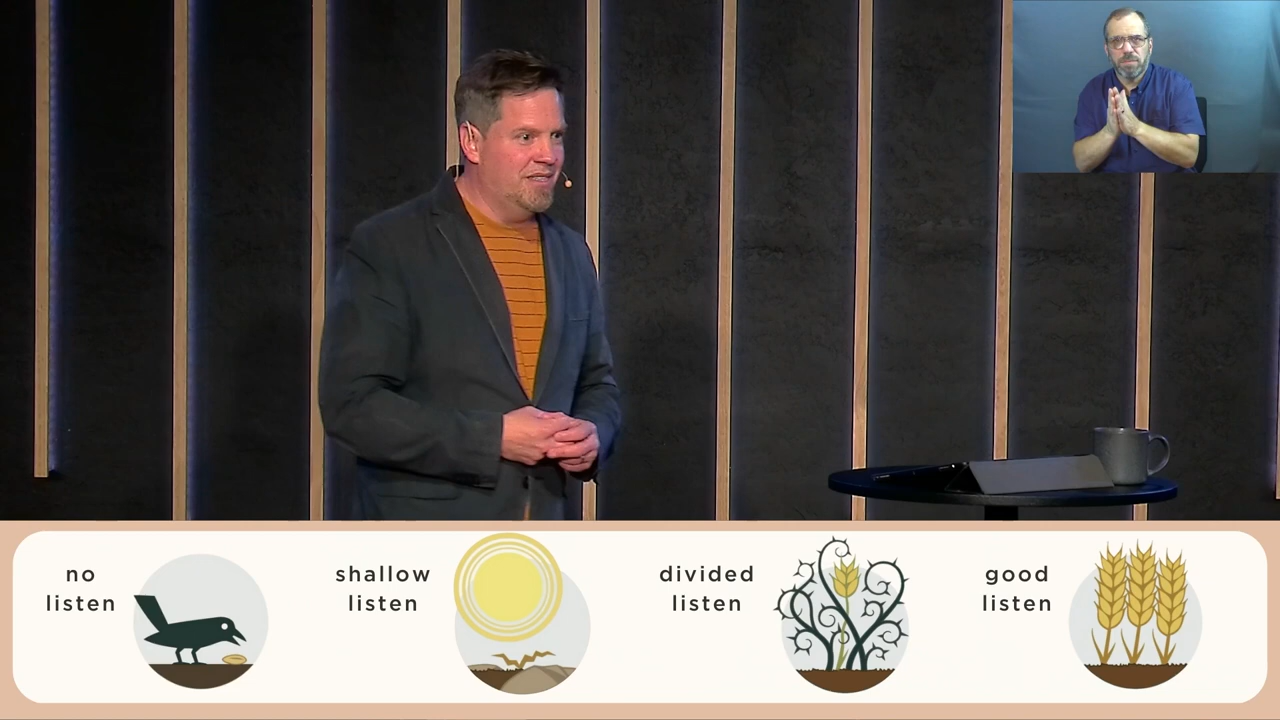 no
listen
shallow
listen
divided
listen
good
listen